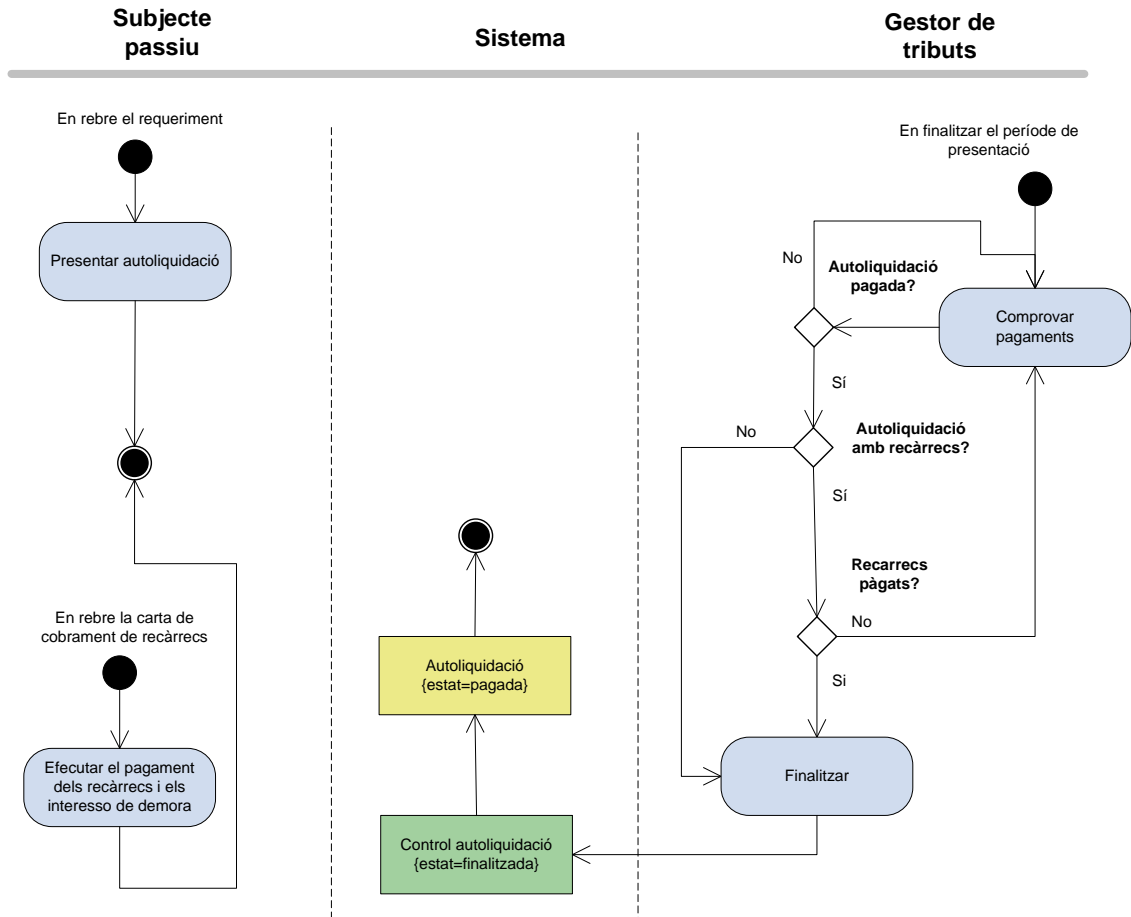 Subjecte
passiu
Sistema
Gestor de
tributs
En rebre el requeriment
En finalitzar el període de
presentació
Presentar autoliquidació
No
Autoliquidació
pagada?
Comprovar
pagaments
Sí
No
Autoliquidació
amb recàrrecs?
Sí
Recarrecs
pàgats?
No
En rebre la carta de
cobrament de recàrrecs
Autoliquidació
{estat=pagada}
Si
Efecutar el pagament
dels recàrrecs i els
interesso de demora
Finalitzar
Control autoliquidació
{estat=finalitzada}